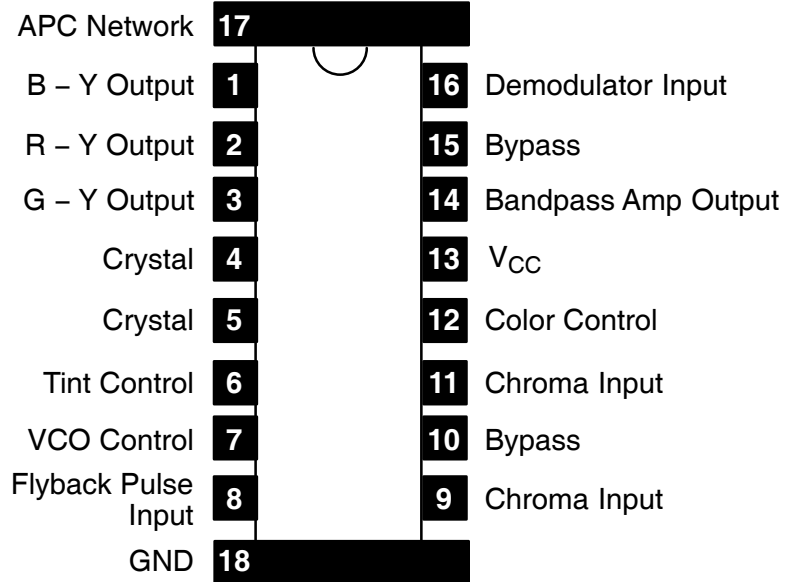 APC Network 17
B – Y Output 1 16 Demodulator Input
R – Y Output 2 15 Bypass
G – Y Output 3 14 Bandpass Amp Output
Crystal 4 13 VCC
Crystal 5 12 Color Control
Tint Control 6 11 Chroma Input
VCO Control 7 10 Bypass
Flyback Pulse
Input 8 9 Chroma Input
GND 18